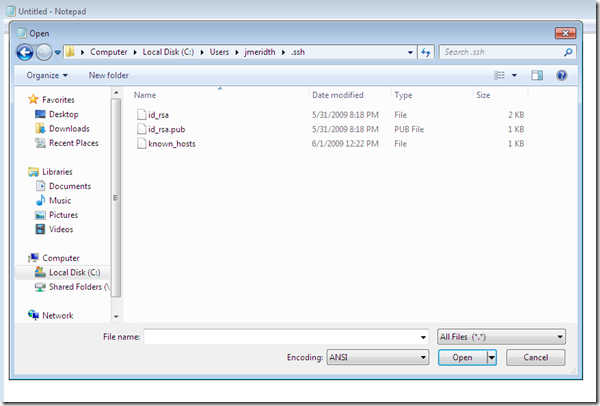 Untitled - Notepad
Open
Computer Local Disk (C:) Users jmeridth .ssh
Search .ssh
Organize New folder
Name Date modified Type Size
Favorites
Desktop
Downloads
Recent Places
Libraries
Documents
Music
Pictures
Videos
Computer
Local Disk (C:)
Shared Folders (\
Network
id_rsa 5/31/2009 8:18 PM File 2 KB
id_rsa.pub 5/31/2009 8:18 PM PUB File 1 KB
known_hosts 6/1/2009 12:22 PM File 1 KB
File name: All Files (*.*)
Encoding: ANSI Open Cancel